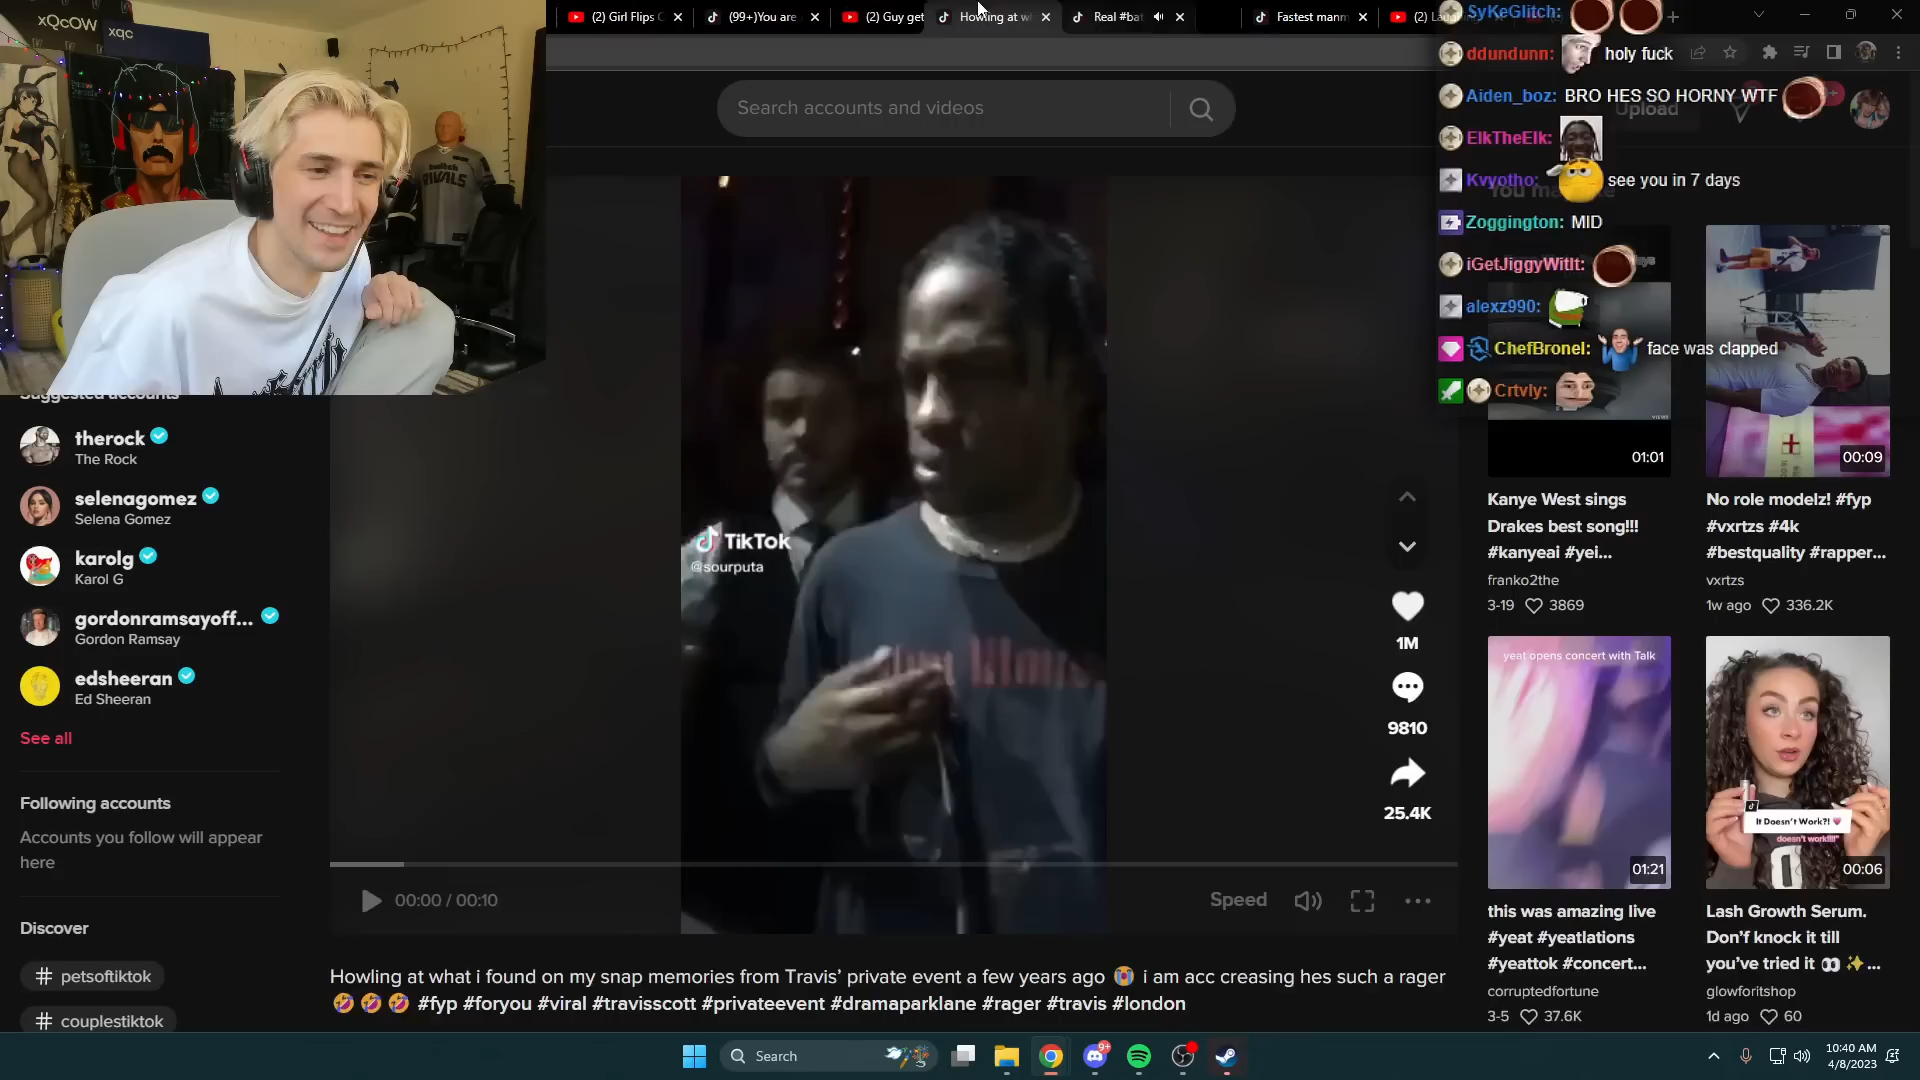 xQcOW
xqc
twitch
RIVALS
(2) Girl Flips C
(99+)You are
(2) Guy get
Howling at w
Real #bat
Fastest manm
Search accounts and videos
Upload
SyKeGlitch:
ddundunn: holy fuck
Aiden_boz: BRO HES SO HORNY WTF
ElkTheElk:
Kvyotho: see you in 7 days
Zoggington: MID
iGetJiggyWitIt:
alexz990:
ChefBronel: face was clapped
Crtvly:
Suggested accounts
therock
The Rock
selenagomez
Selena Gomez
karolg
Karol G
gordonramsayoff...
Gordon Ramsay
edsheeran
Ed Sheeran
See all
Following accounts
Accounts you follow will appear
here
Discover
# petsoftiktok
# couplestiktok
TikTok
@sourputa
1M
9810
25.4K
00:00 / 00:10
Speed
Howling at what i found on my snap memories from Travis’ private event a few years ago 😭 i am acc creasing hes such a rager
🤣 🤣 🤣 #fyp #foryou #viral #travisscott #privateevent #dramaparklane #rager #travis #london
01:01
Kanye West sings
Drakes best song!!!
#kanyeai #yei...
franko2the
3-19 3869
00:09
No role modelz! #fyp
#vxrtzs #4k
#bestquality #rapper...
vxrtzs
1w ago 336.2K
yeat opens concert with Talk
01:21
this was amazing live
#yeat #yeatlations
#yeattok #concert...
corruptedfortune
3-5 37.6K
It Doesn't Work?!
doesn't work!!!!"
00:06
Lash Growth Serum.
Don’f knock it till
you’ve tried it 👀 ✨...
glowforitshop
1d ago 60
Search
9+
10:40 AM
4/8/2023